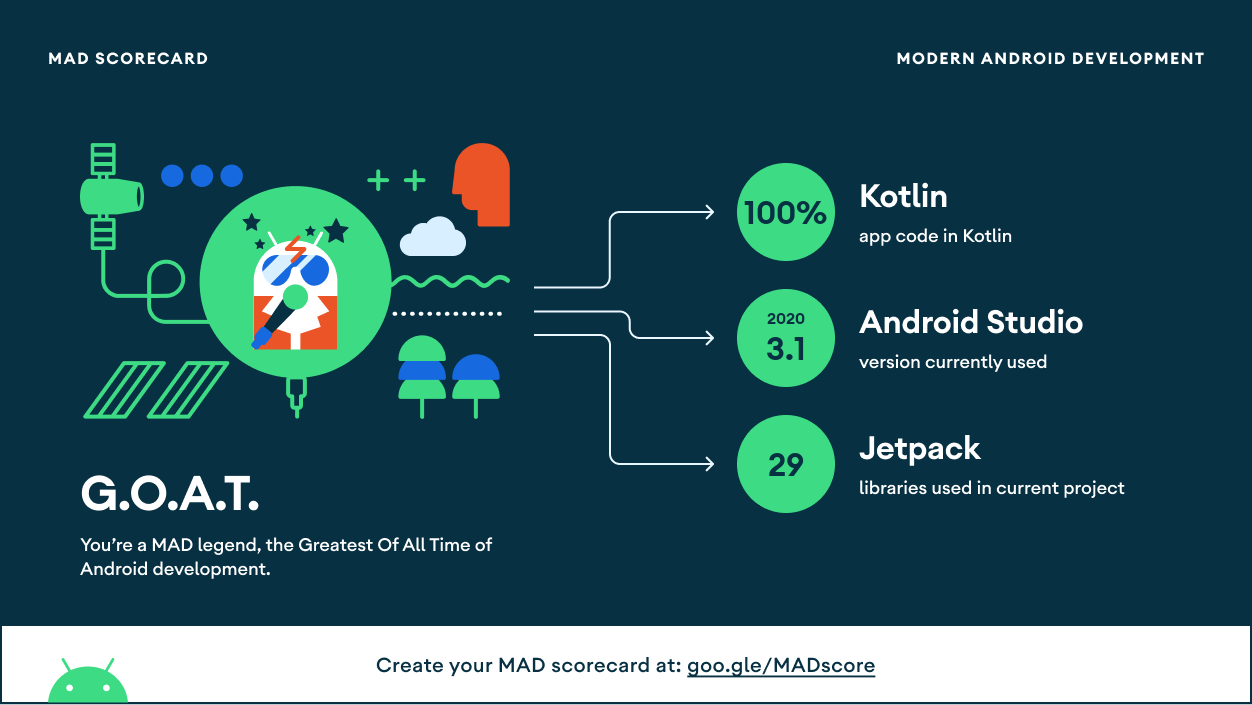 MAD SCORECARD
MODERN ANDROID DEVELOPMENT
G.O.A.T.
You’re a MAD legend, the Greatest Of All Time of
Android development.
100%
Kotlin
app code in Kotlin
2020
3.1
Android Studio
version currently used
29
Jetpack
libraries used in current project
Create your MAD scorecard at: goo.gle/MADscore